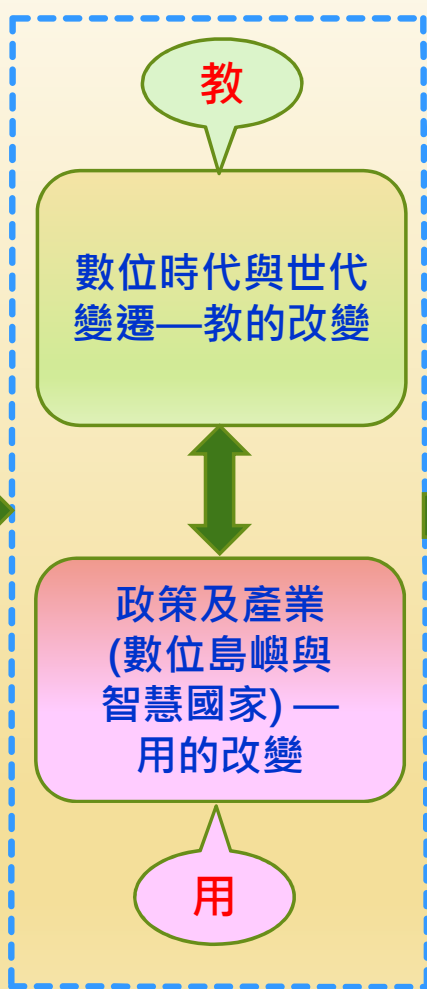 教
數位時代與世代
變遷—教的改變
政策及產業
(數位島嶼與
智慧國家) —
用的改變
用